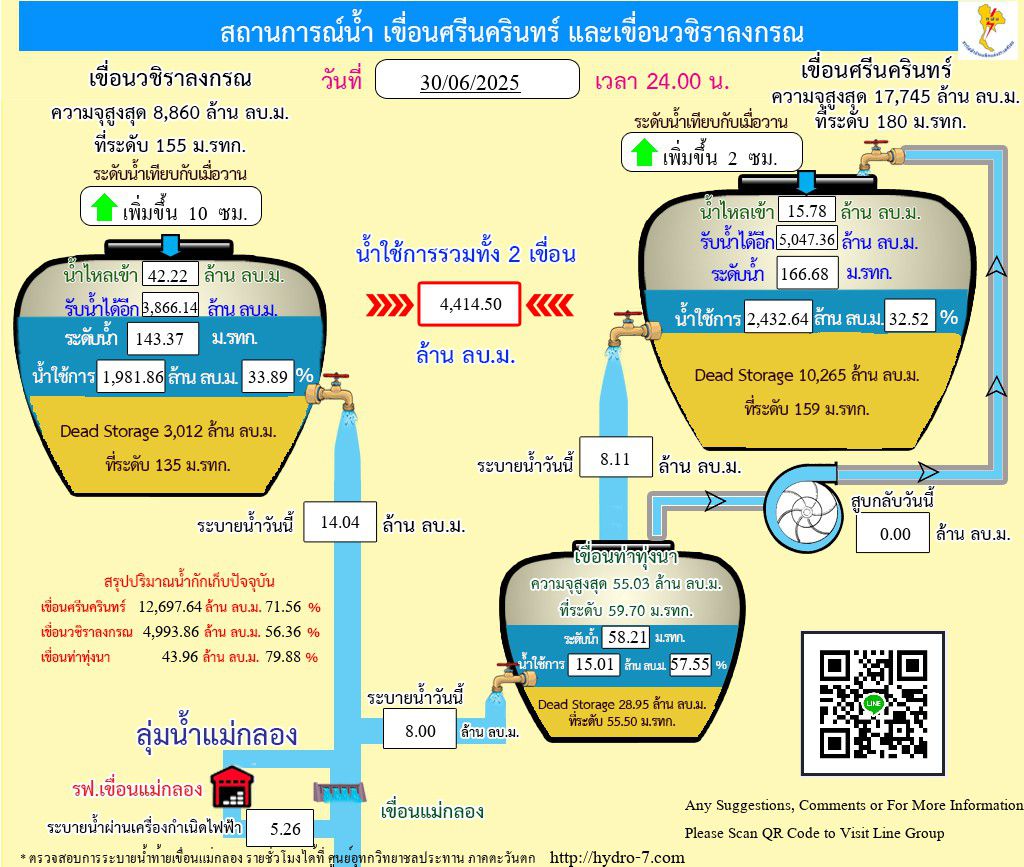 สถานการณ์น้ำ เขื่อนศรีนครินทร์ และเขื่อนวชิราลงกรณ
วันที่ 30/06/2025 เวลา 24.00 น.
เขื่อนวชิราลงกรณ
ความจุสูงสุด 8,860 ล้าน ลบ.ม.
ที่ระดับ 155 ม.รทก.
ระดับน้ำเทียบกับเมื่อวาน
เพิ่มขึ้น 10 ซม.
น้ำไหลเข้า 42.22 ล้าน ลบ.ม.
รับน้ำได้อีก 3,866.14 ล้าน ลบ.ม.
ระดับน้ำ 143.37 ม.รทก.
น้ำใช้การ 1,981.86 ล้าน ลบ.ม. 33.89 %
Dead Storage 3,012 ล้าน ลบ.ม.
ที่ระดับ 135 ม.รทก.
ระบายน้ำวันนี้ 14.04 ล้าน ลบ.ม.
น้ำใช้การรวมทั้ง 2 เขื่อน
4,414.50
ล้าน ลบ.ม.
เขื่อนศรีนครินทร์
ความจุสูงสุด 17,745 ล้าน ลบ.ม.
ที่ระดับ 180 ม.รทก.
ระดับน้ำเทียบกับเมื่อวาน
เพิ่มขึ้น 2 ซม.
น้ำไหลเข้า 15.78 ล้าน ลบ.ม.
รับน้ำได้อีก 5,047.36 ล้าน ลบ.ม.
ระดับน้ำ 166.68 ม.รทก.
น้ำใช้การ 2,432.64 ล้าน ลบ.ม. 32.52 %
Dead Storage 10,265 ล้าน ลบ.ม.
ที่ระดับ 159 ม.รทก.
ระบายน้ำวันนี้ 8.11 ล้าน ลบ.ม.
สูบกลับวันนี้
0.00 ล้าน ลบ.ม.
เขื่อนท่าทุ่งนา
ความจุสูงสุด 55.03 ล้าน ลบ.ม.
ที่ระดับ 59.70 ม.รทก.
ระดับน้ำ 58.21 ม.รทก.
น้ำใช้การ 15.01 ล้าน ลบ.ม. 57.55 %
Dead Storage 28.95 ล้าน ลบ.ม.
ที่ระดับ 55.50 ม.รทก.
ระบายน้ำวันนี้
8.00 ล้าน ลบ.ม.
สรุปปริมาณน้ำกักเก็บปัจจุบัน
เขื่อนศรีนครินทร์ 12,697.64 ล้าน ลบ.ม. 71.56 %
เขื่อนวชิราลงกรณ 4,993.86 ล้าน ลบ.ม. 56.36 %
เขื่อนท่าทุ่งนา 43.96 ล้าน ลบ.ม. 79.88 %
ลุ่มน้ำแม่กลอง
รฟ.เขื่อนแม่กลอง
เขื่อนแม่กลอง
ระบายน้ำผ่านเครื่องกำเนิดไฟฟ้า 5.26
LINE
Any Suggestions, Comments or For More Information
Please Scan QR Code to Visit Line Group
* ตรวจสอบการระบายน้ำท้ายเขื่อนแม่กลอง รายชั่วโมงได้ที่ ศูนย์อุทกวิทยาชลประทาน ภาคตะวันตก http://hydro-7.com